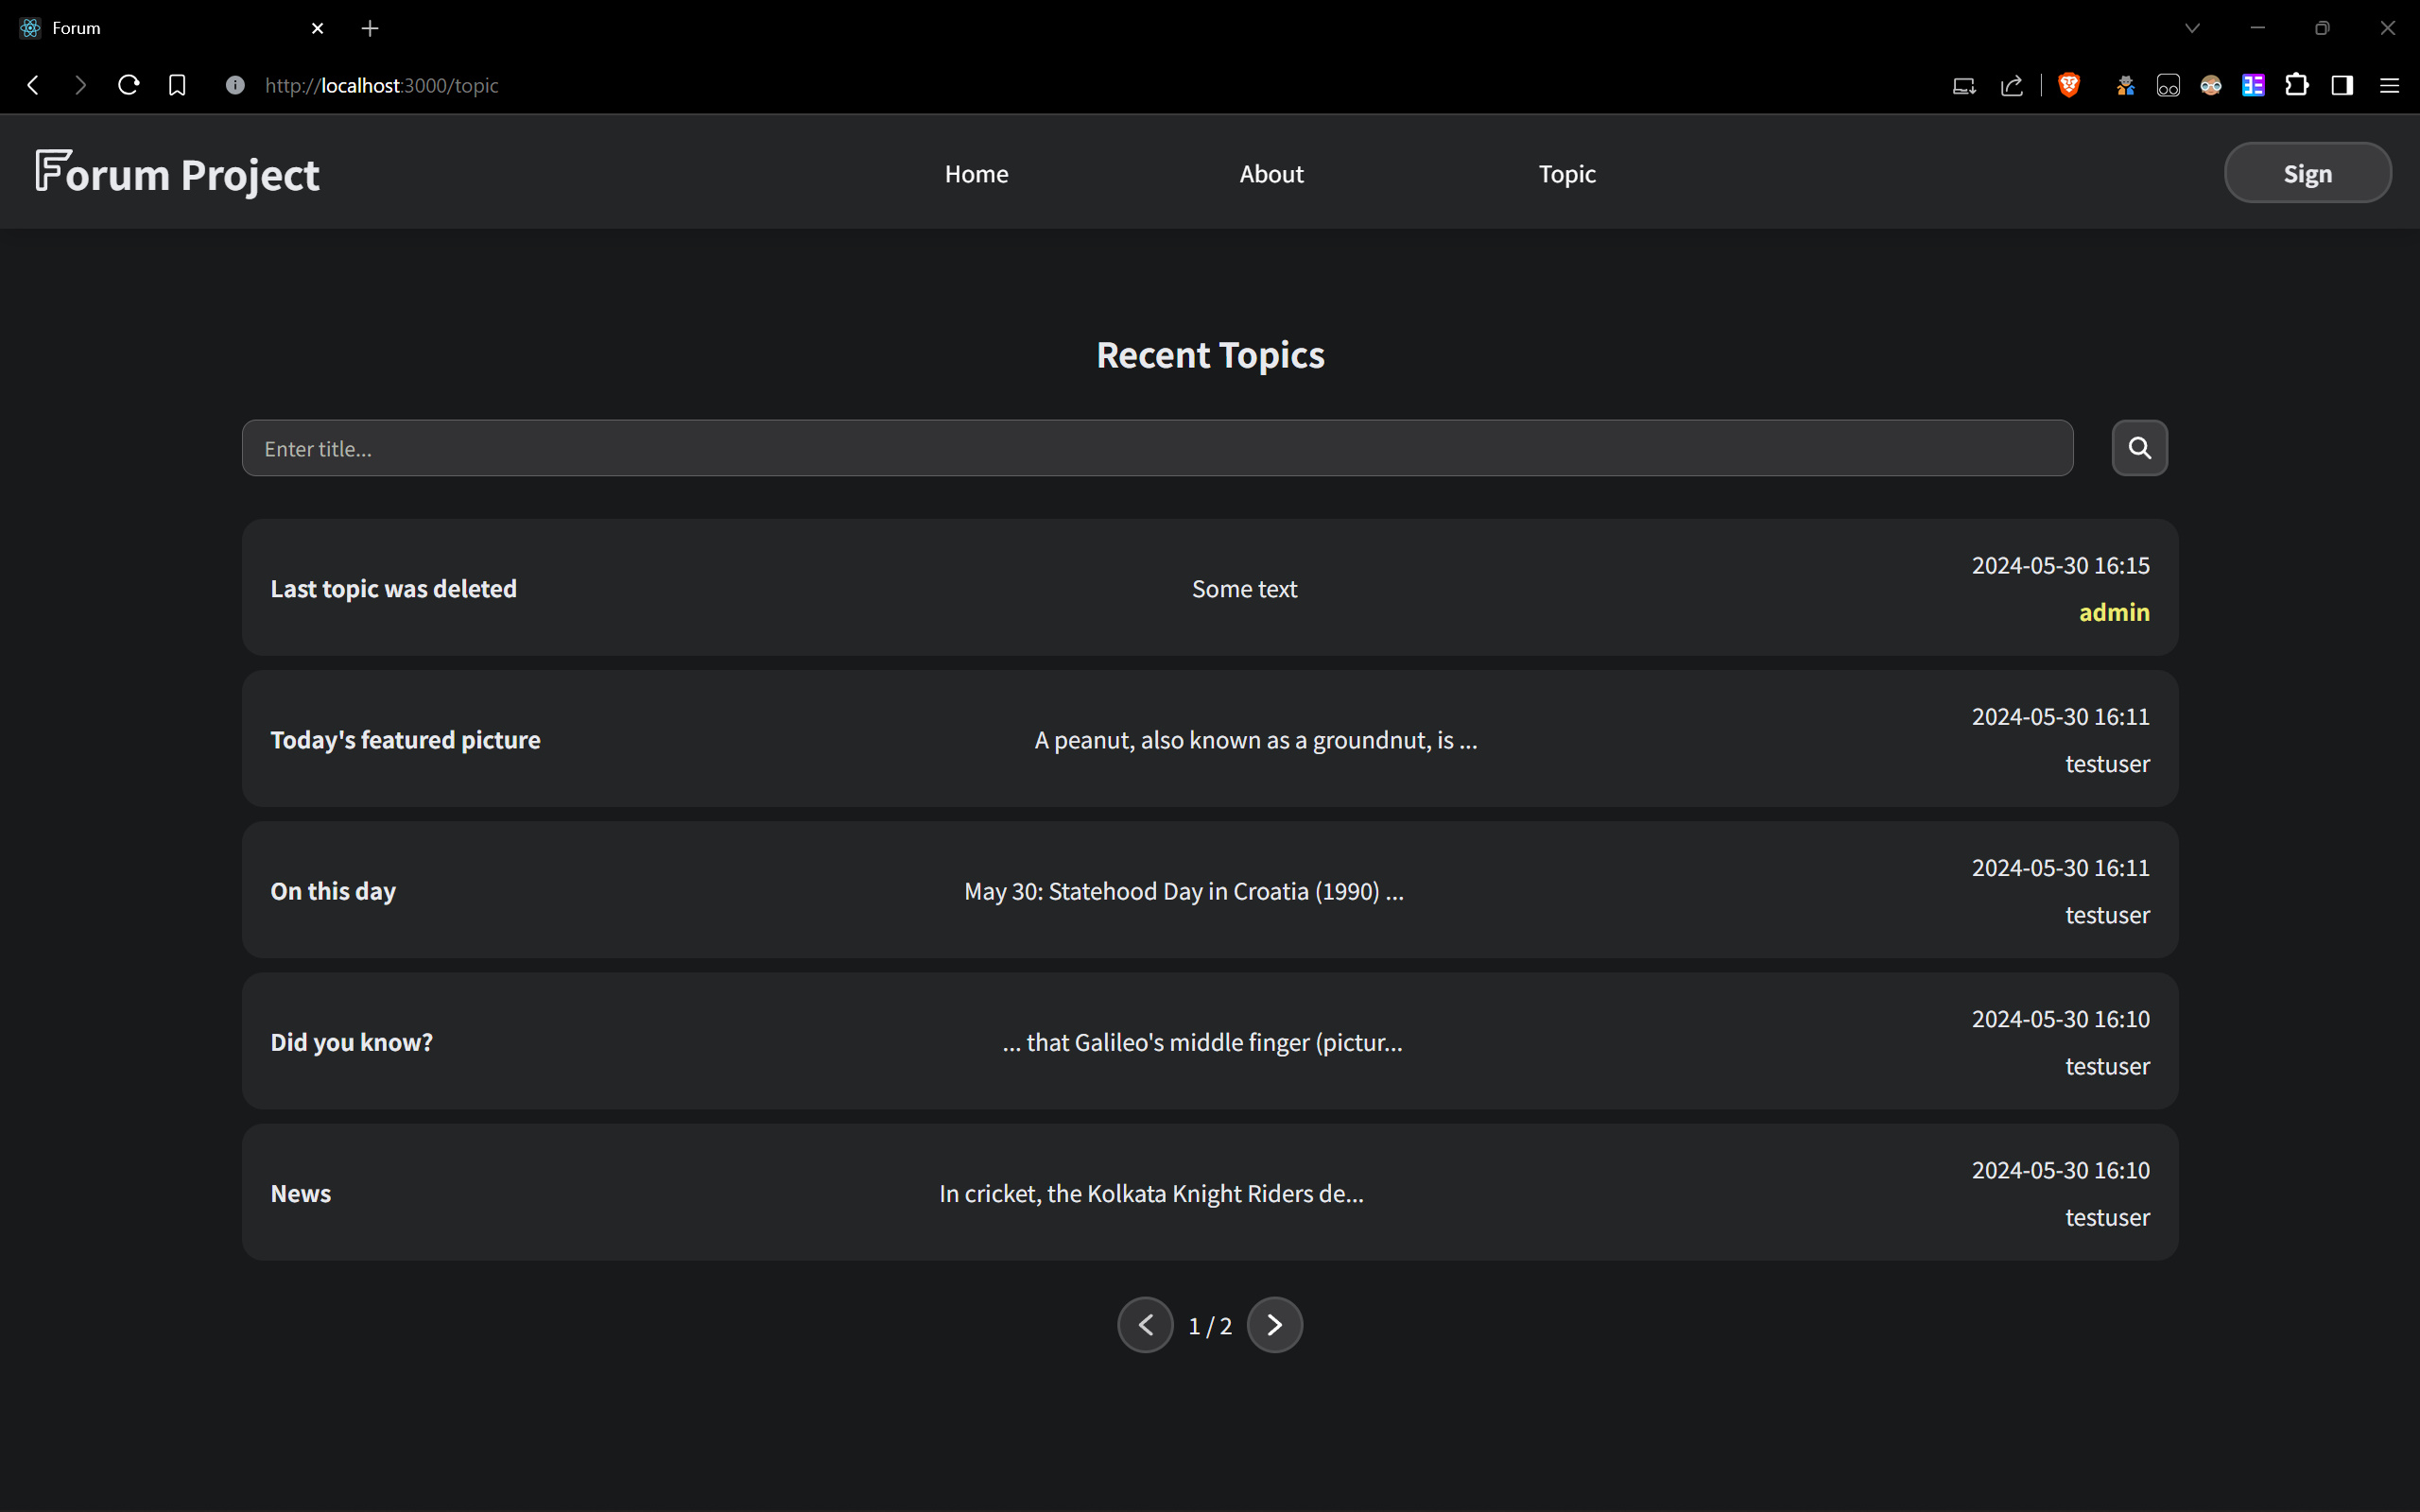 Forum
http://localhost:3000/topic
Forum Project
Home
About
Topic
Sign
Recent Topics
Enter title...
Last topic was deleted
Some text
2024-05-30 16:15
admin
Today's featured picture
A peanut, also known as a groundnut, is ...
2024-05-30 16:11
testuser
On this day
May 30: Statehood Day in Croatia (1990) ...
2024-05-30 16:11
testuser
Did you know?
... that Galileo's middle finger (pictur...
2024-05-30 16:10
testuser
News
In cricket, the Kolkata Knight Riders de...
2024-05-30 16:10
testuser
1 / 2